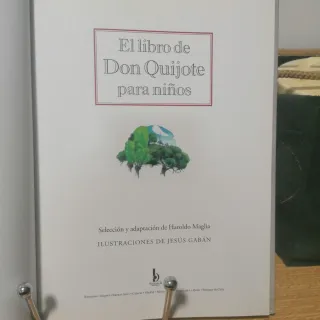 El libro de
Don Quijote
para niños
Selección y adaptación de Haroldo Maglia
ILUSTRACIONES DE JESÚS GABÁN
b